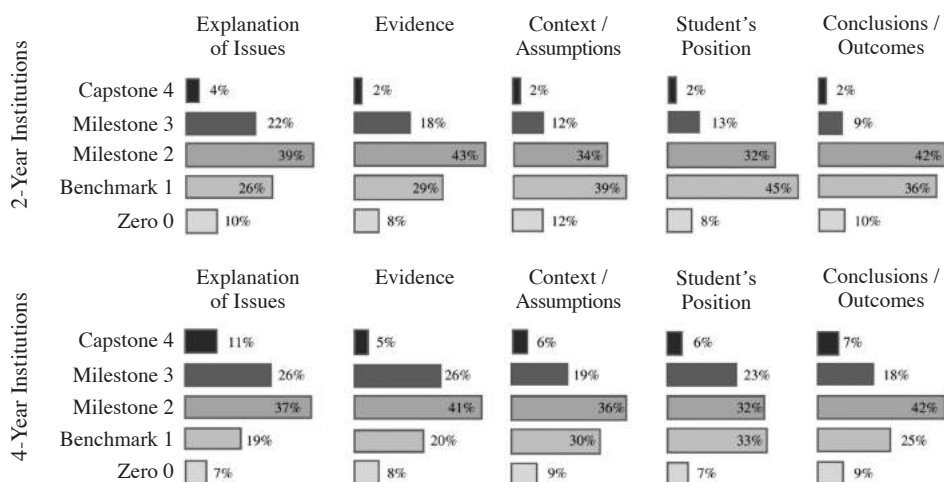 2-Year Institutions
Explanation of Issues
Evidence
Context / Assumptions
Student's Position
Conclusions / Outcomes
Capstone 4 4% 2% 2% 2% 2%
Milestone 3 22% 18% 12% 13% 9%
Milestone 2 39% 43% 34% 32% 42%
Benchmark 1 26% 29% 39% 45% 36%
Zero 0 10% 8% 12% 8% 10%
4-Year Institutions
Explanation of Issues
Evidence
Context / Assumptions
Student's Position
Conclusions / Outcomes
Capstone 4 11% 5% 6% 6% 7%
Milestone 3 26% 26% 19% 23% 18%
Milestone 2 37% 41% 36% 32% 42%
Benchmark 1 19% 20% 30% 33% 25%
Zero 0 7% 8% 9% 7% 9%